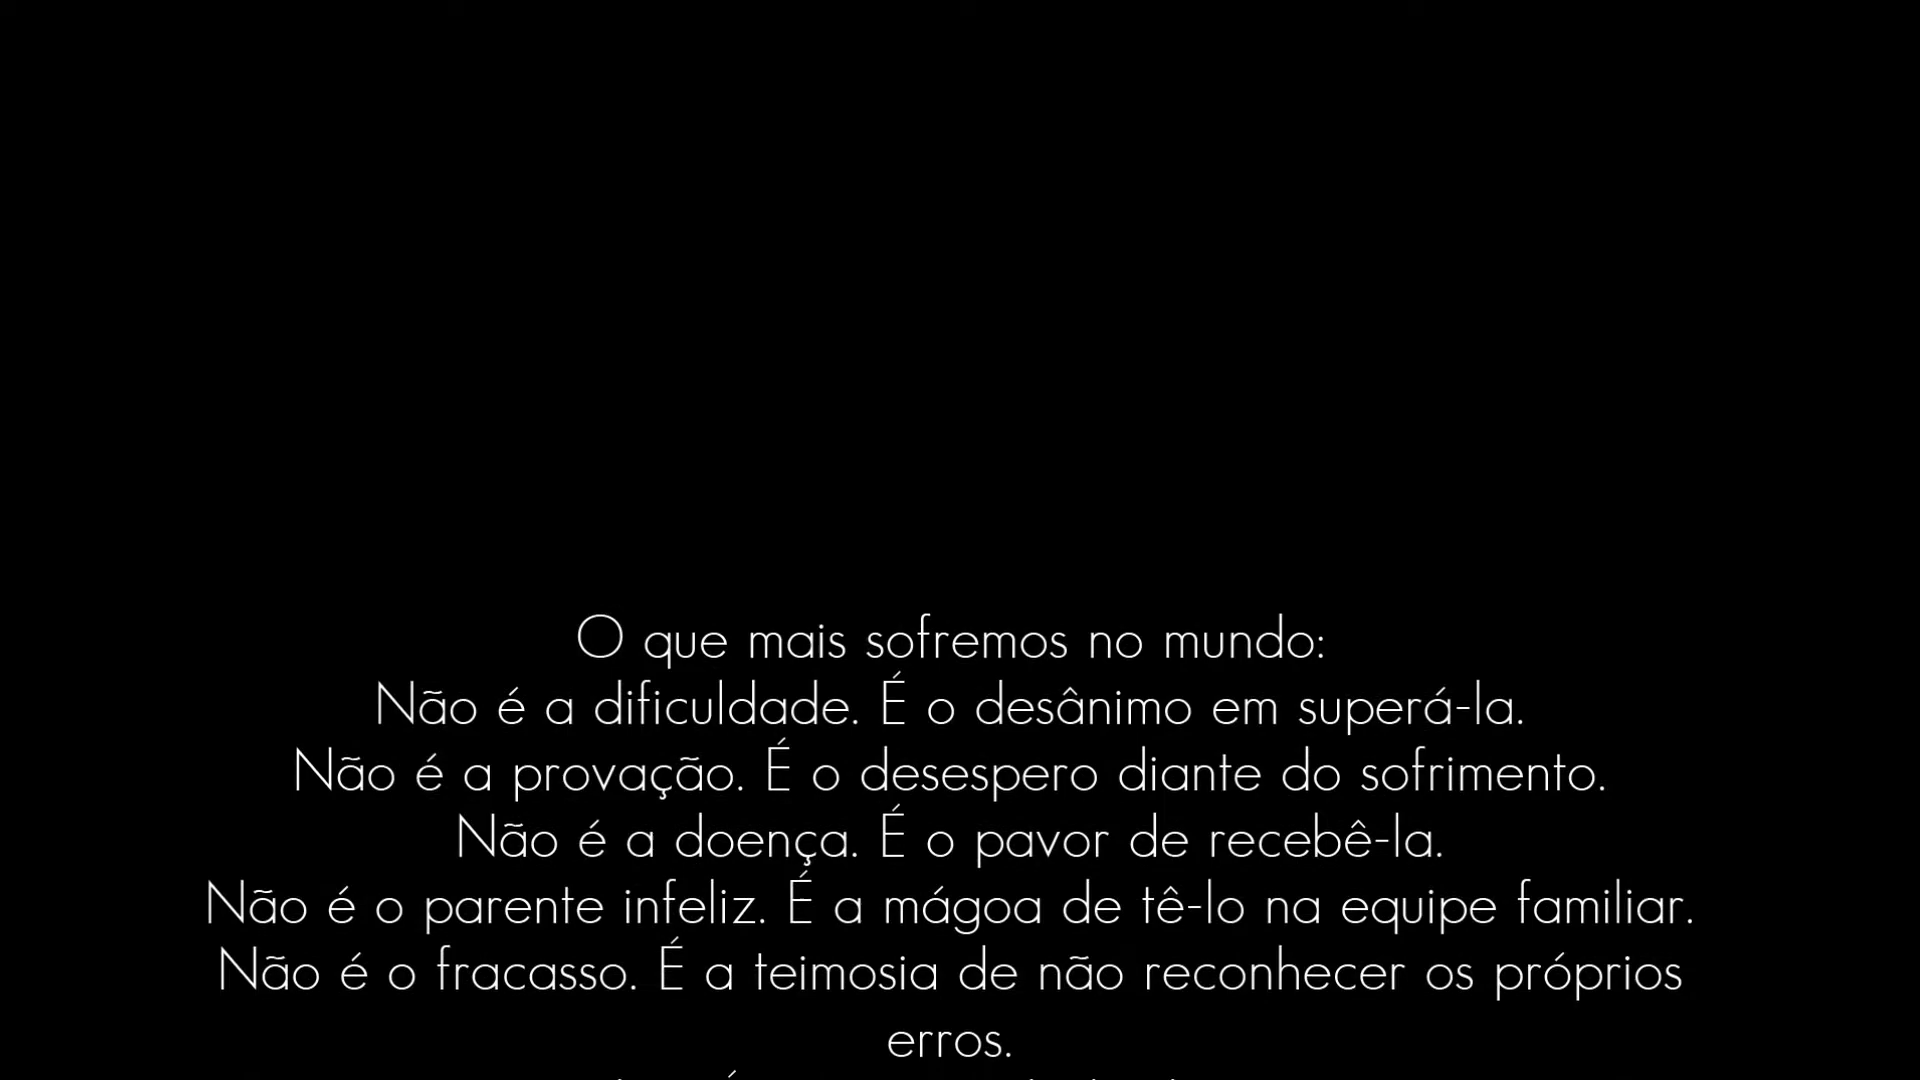 O que mais sofremos no mundo:
Não é a dificuldade. É o desânimo em superá-la.
Não é a provação. É o desespero diante do sofrimento.
Não é a doença. É o pavor de recebê-la.
Não é o parente infeliz. É a mágoa de tê-lo na equipe familiar.
Não é o fracasso. É a teimosia de não reconhecer os próprios
erros.